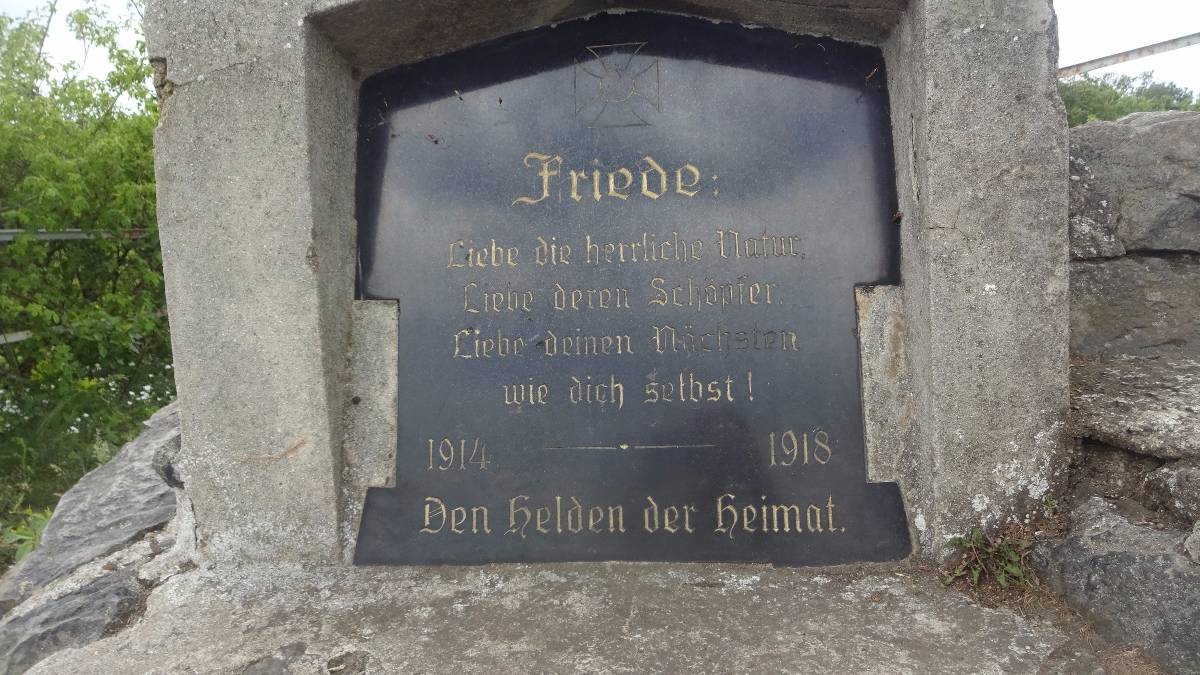 Friede:
Liebe die herrliche Natur,
Liebe deren Schöpfer.
Liebe deinen Nächsten
wie dich selbst!
1914 1918
Den Helden der Heimat.